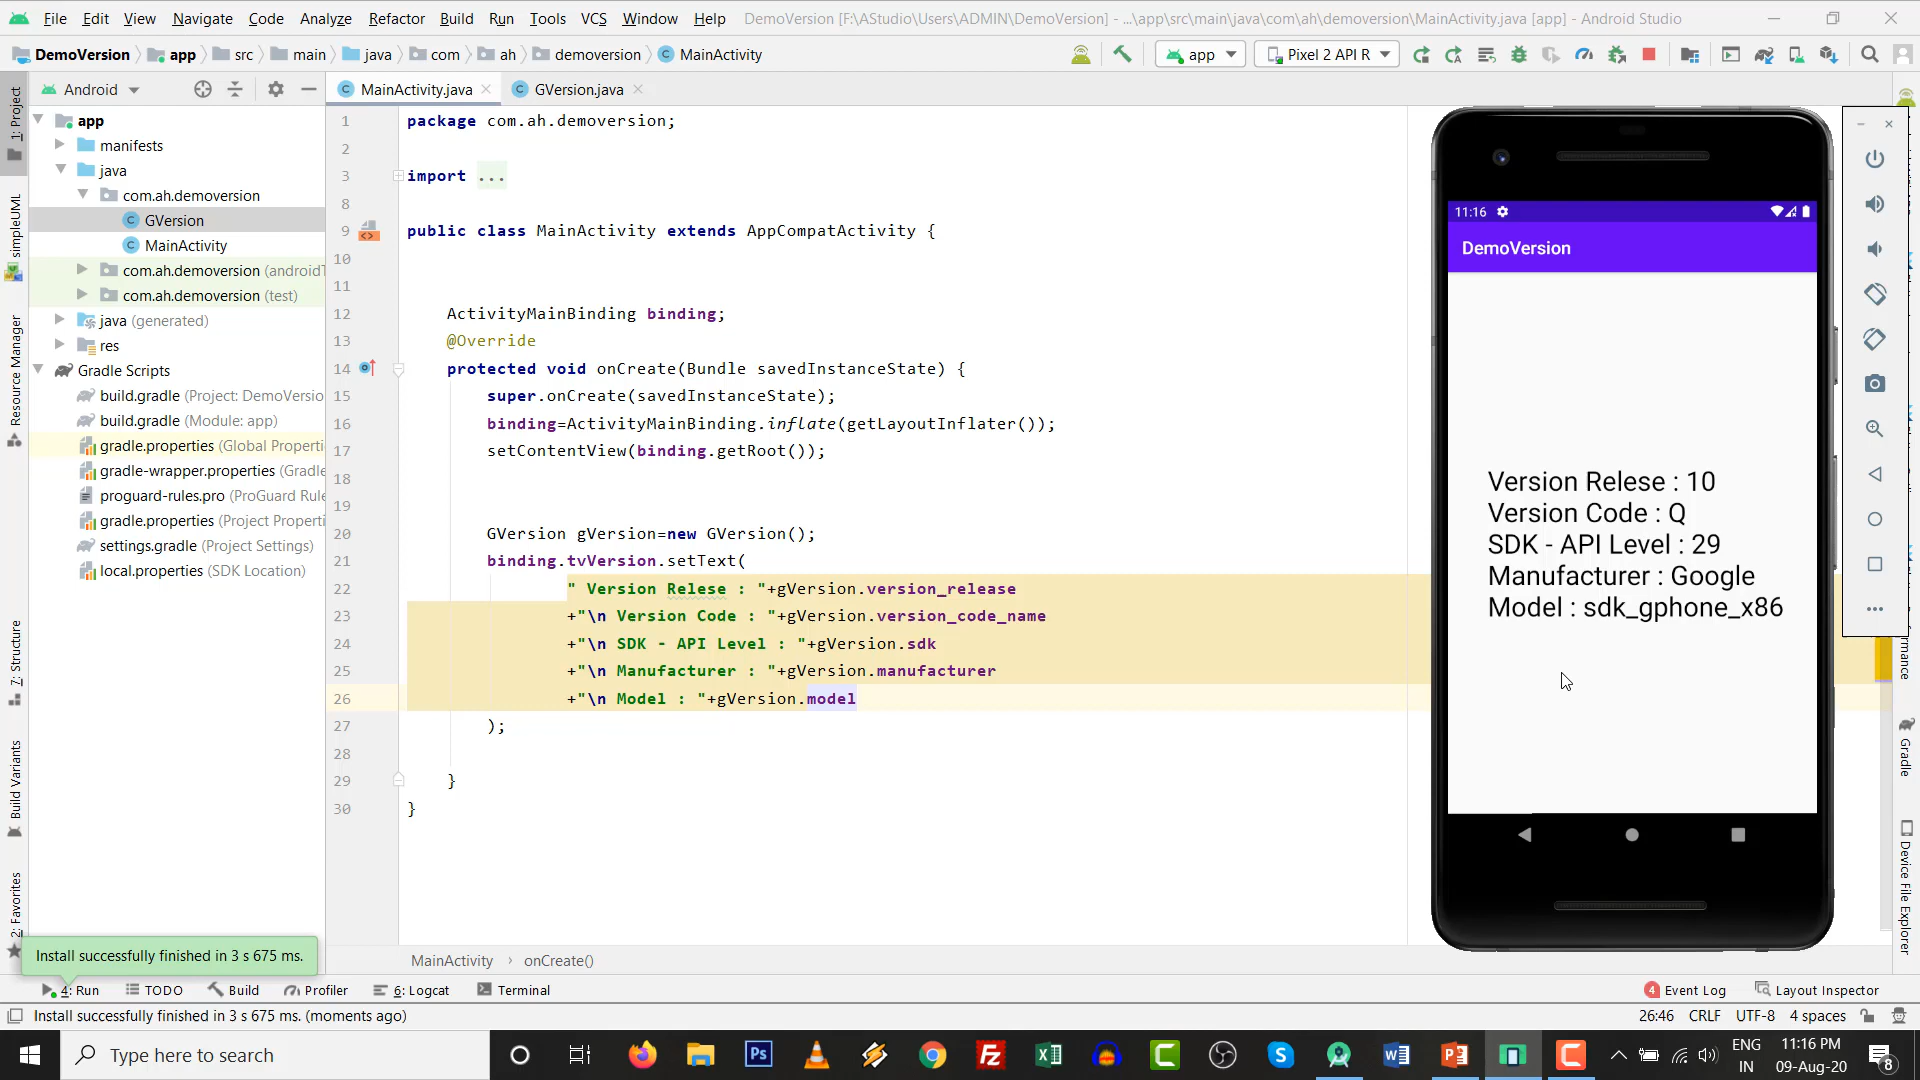 File Edit View Navigate Code Analyze Refactor Build Run Tools VCS Window Help DemoVersion [F:\AStudio\Users\ADMIN\DemoVersion] - ...\app\src\main\java\com\ah\demoversion\MainActivity.java [app] - Android Studio
DemoVersion app src main java com ah demoversion MainActivity app Pixel 2 API R
Android MainActivity.java GVersion.java
1: Project
simpleUML
Resource Manager
7: Structure
Build Variants
2: Favorites
app
manifests
java
com.ah.demoversion
GVersion
MainActivity
com.ah.demoversion (androidT
com.ah.demoversion (test)
java (generated)
res
Gradle Scripts
build.gradle (Project: DemoVersio
build.gradle (Module: app)
gradle.properties (Global Properti
gradle-wrapper.properties (Gradle
proguard-rules.pro (ProGuard Rule
gradle.properties (Project Properti
settings.gradle (Project Settings)
local.properties (SDK Location)
1 package com.ah.demoversion;
2
3 import ...
8
9 public class MainActivity extends AppCompatActivity {
10
11
12 ActivityMainBinding binding;
13 @Override
14 protected void onCreate(Bundle savedInstanceState) {
15 super.onCreate(savedInstanceState);
16 binding=ActivityMainBinding.inflate(getLayoutInflater());
17 setContentView(binding.getRoot());
18
19
20 GVersion gVersion=new GVersion();
21 binding.tvVersion.setText(
22 " Version Relese : "+gVersion.version_release
23 +"\n Version Code : "+gVersion.version_code_name
24 +"\n SDK - API Level : "+gVersion.sdk
25 +"\n Manufacturer : "+gVersion.manufacturer
26 +"\n Model : "+gVersion.model
27 );
28
29 }
30 }
11:16
DemoVersion
Version Relese : 10
Version Code : Q
SDK - API Level : 29
Manufacturer : Google
Model : sdk_gphone_x86
rmance
Gradle
Device File Explorer
Install successfully finished in 3 s 675 ms.
MainActivity › onCreate()
4: Run TODO Build Profiler 6: Logcat Terminal 4 Event Log Layout Inspector
Install successfully finished in 3 s 675 ms. (moments ago) 26:46 CRLF UTF-8 4 spaces
Type here to search
Ps
ENG
IN
11:16 PM
09-Aug-20
8